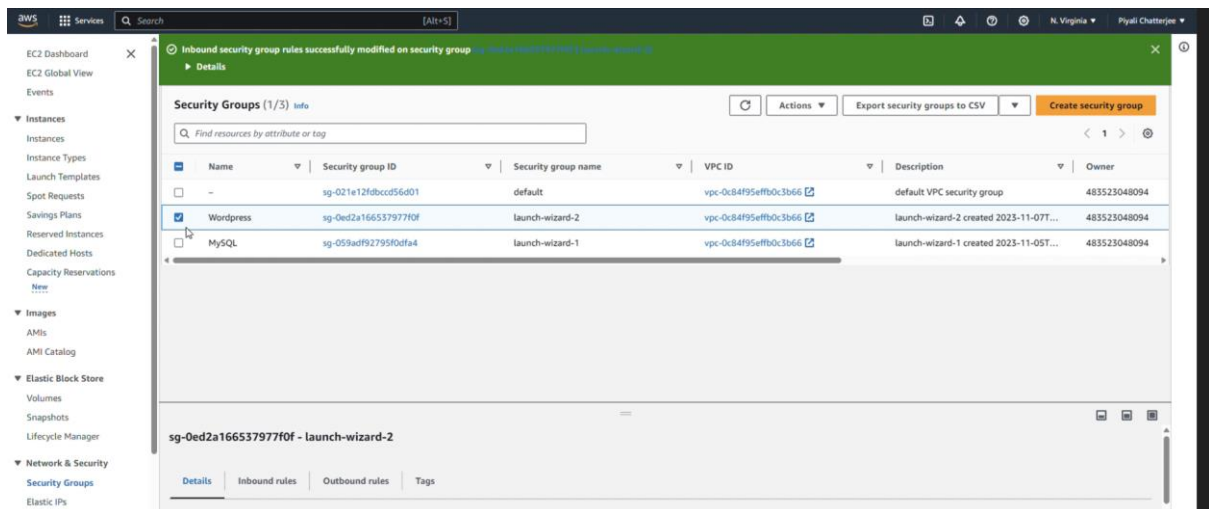 aws Services Search [Alt+S] N. Virginia Piyali Chatterjee
EC2 Dashboard
EC2 Global View
Events
Instances
Instances
Instance Types
Launch Templates
Spot Requests
Savings Plans
Reserved Instances
Dedicated Hosts
Capacity Reservations
New
Images
AMIs
AMI Catalog
Elastic Block Store
Volumes
Snapshots
Lifecycle Manager
Network & Security
Security Groups
Elastic IPs
Inbound security group rules successfully modified on security group
Details
Security Groups (1/3) Info Actions Export security groups to CSV Create security group
Find resources by attribute or tag 1
Name Security group ID Security group name VPC ID Description Owner
– sg-021e12fdbccd56d01 default vpc-0c84f95effb0c3b66 default VPC security group 483523048094
Wordpress sg-0ed2a166537977f0f launch-wizard-2 vpc-0c84f95effb0c3b66 launch-wizard-2 created 2023-11-07T... 483523048094
MySQL sg-059adf92795f0dfa4 launch-wizard-1 vpc-0c84f95effb0c3b66 launch-wizard-1 created 2023-11-05T... 483523048094
sg-0ed2a166537977f0f - launch-wizard-2
Details Inbound rules Outbound rules Tags